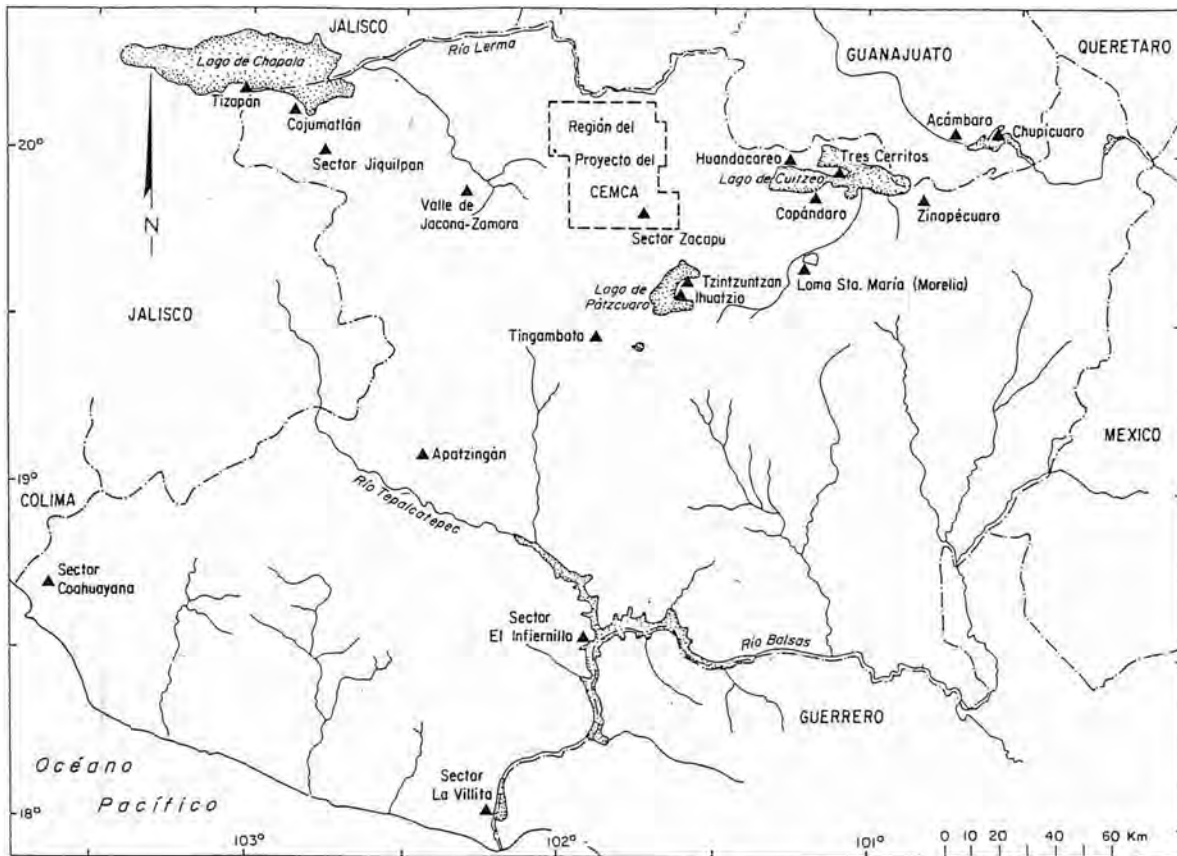 JALISCO
Río Lerma
GUANAJUATO
QUERETARO
Lago de Chapala
Tizapán
Cojumatlán
Sector Jiquilpan
20°
Región del
Proyecto del
CEMCA
Sector Zacapu
Acámbaro
Chupicuaro
Huandacareo
Tres Cerritos
Lago de Cuitzeo
Copándaro
Zinapécuaro
Valle de
Jacona-Zamora
N
Lago de
Pátzcuaro
Tzintzuntzan
Ihuatzio
Loma Sta. María (Morelia)
JALISCO
Tingambato
MEXICO
Apatzingán
19°
COLIMA
Río Tepalcatepec
Sector
Coahuayana
Sector
El Infiernillo
Río Balsas
GUERRERO
Océano
Pacífico
Sector
La Villita
18°
103°
102°
101°
0 10 20 40 60 Km